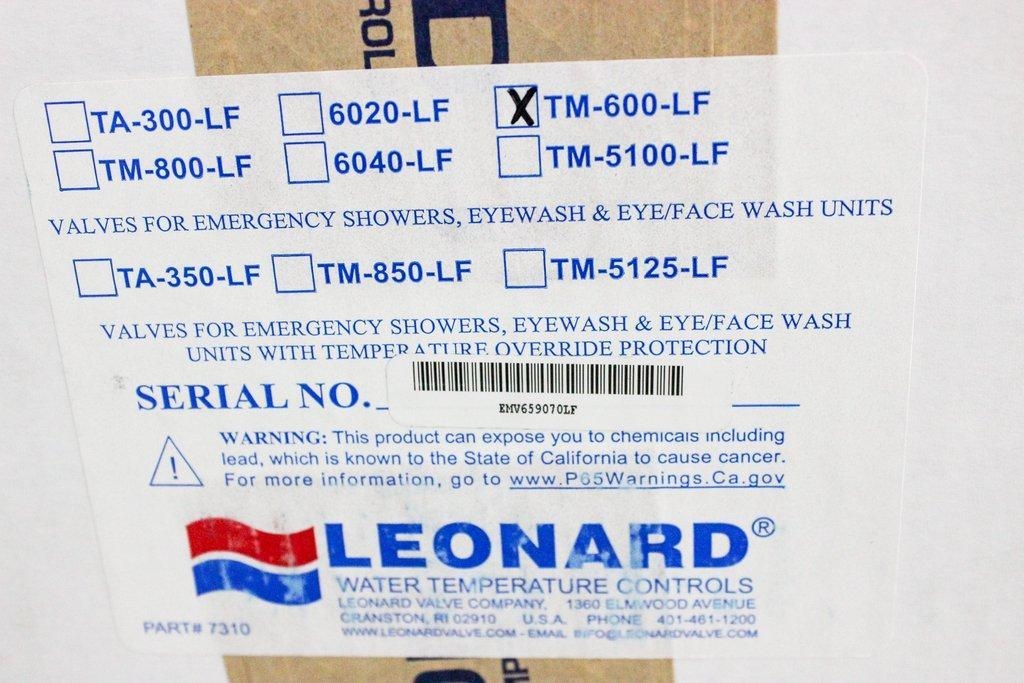 ROL
TA-300-LF 6020-LF X TM-600-LF
TM-800-LF 6040-LF TM-5100-LF
VALVES FOR EMERGENCY SHOWERS, EYEWASH & EYE/FACE WASH UNITS
TA-350-LF TM-850-LF TM-5125-LF
VALVES FOR EMERGENCY SHOWERS, EYEWASH & EYE/FACE WASH
UNITS WITH TEMPERATURE OVERRIDE PROTECTION
SERIAL NO.
EMV659070LF
WARNING: This product can expose you to chemicals including
lead, which is known to the State of California to cause cancer.
For more information, go to www.P65Warnings.Ca.gov
!
LEONARD®
WATER TEMPERATURE CONTROLS
LEONARD VALVE COMPANY, 1360 ELMWOOD AVENUE
CRANSTON, RI 02910 U.S.A. PHONE 401-461-1200
WWW.LEONARDVALVE.COM - EMAIL INFO@LEONARDVALVE.COM
PART# 7310